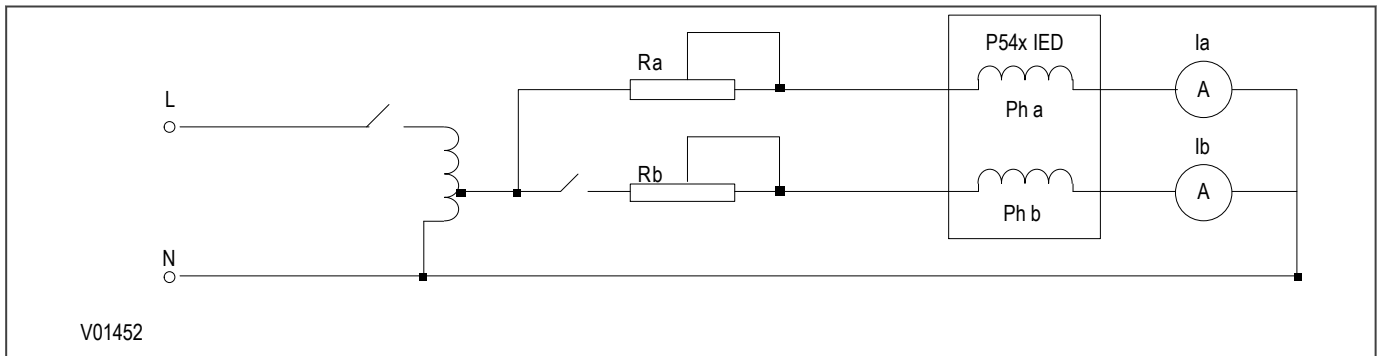 P54x IED
Ia
Ra
A
L
Ph a
Ib
Rb
A
Ph b
N
V01452